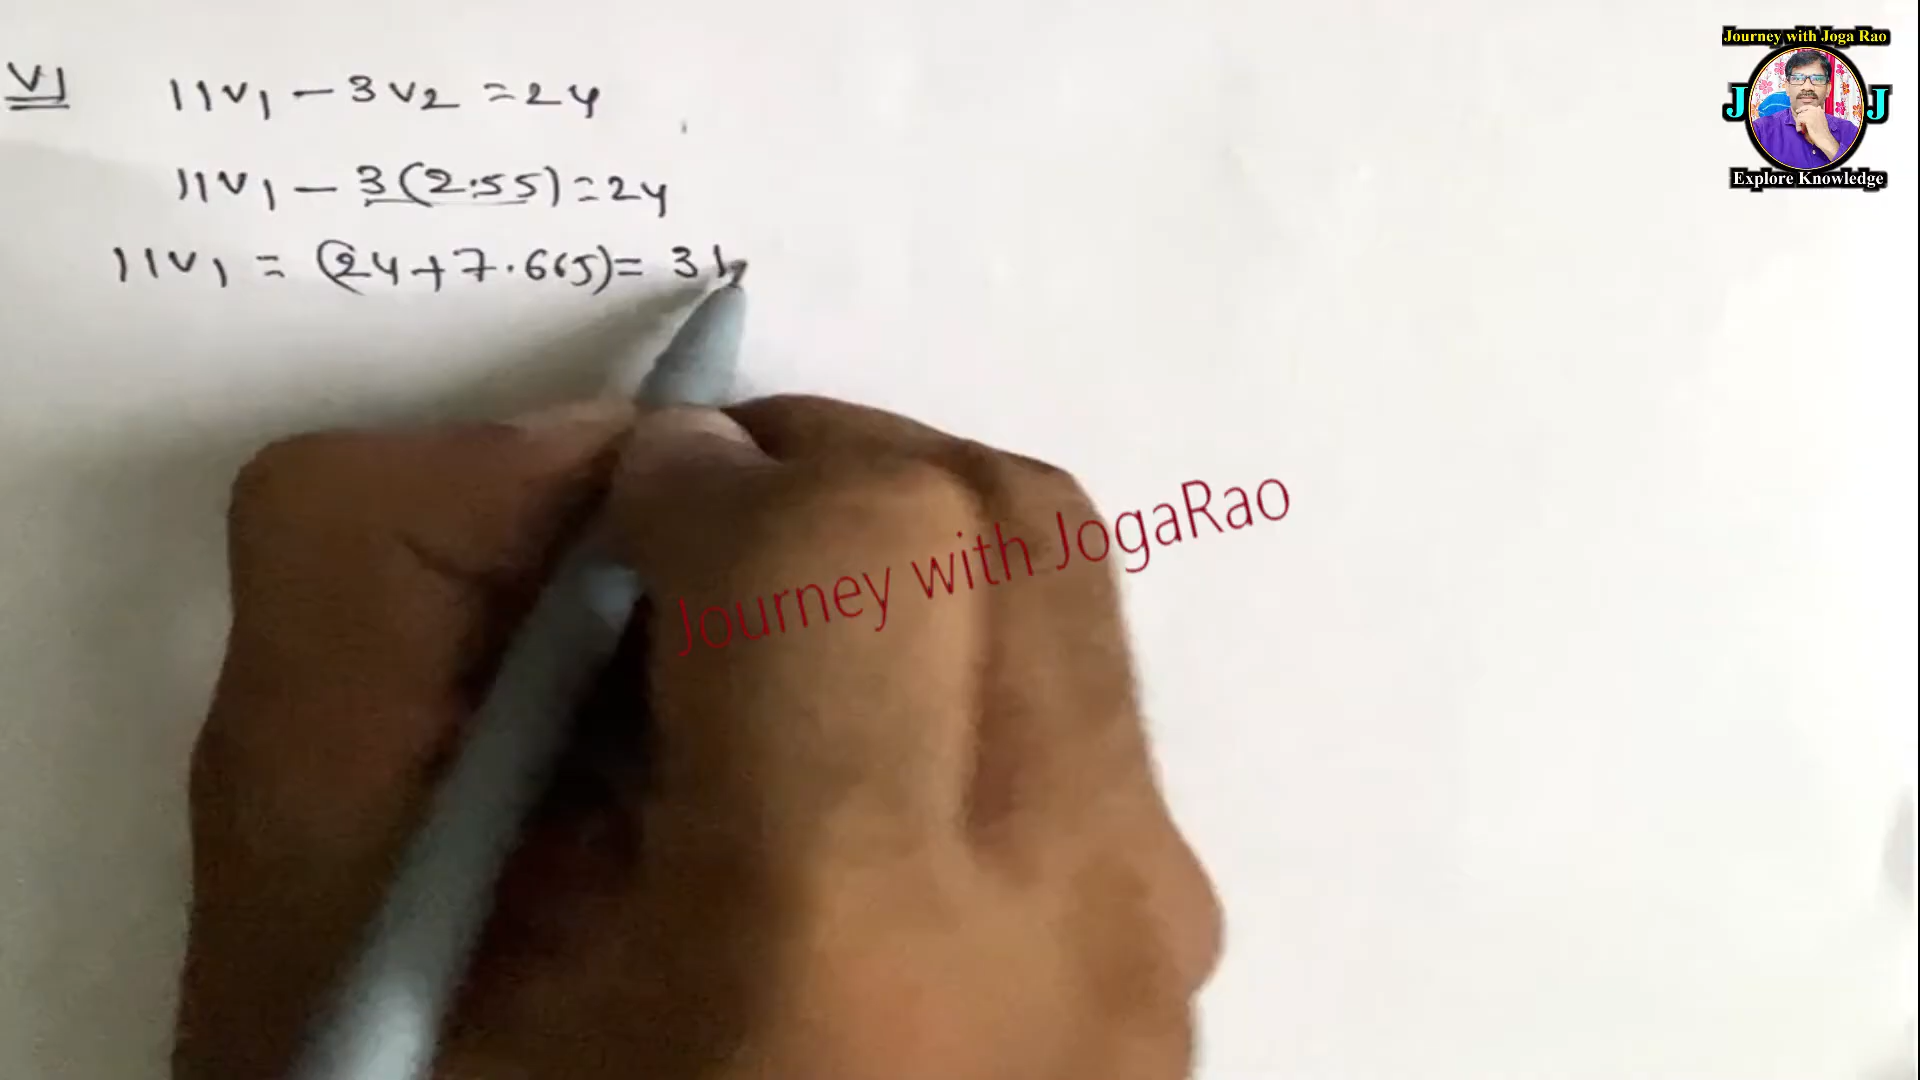 V1
11V1 - 3V2 = 24
11V1 - 3(2.55) = 24
11V1 = (24 + 7.665) = 31
Journey with JogaRao
Journey with Joga Rao
J J
Explore Knowledge